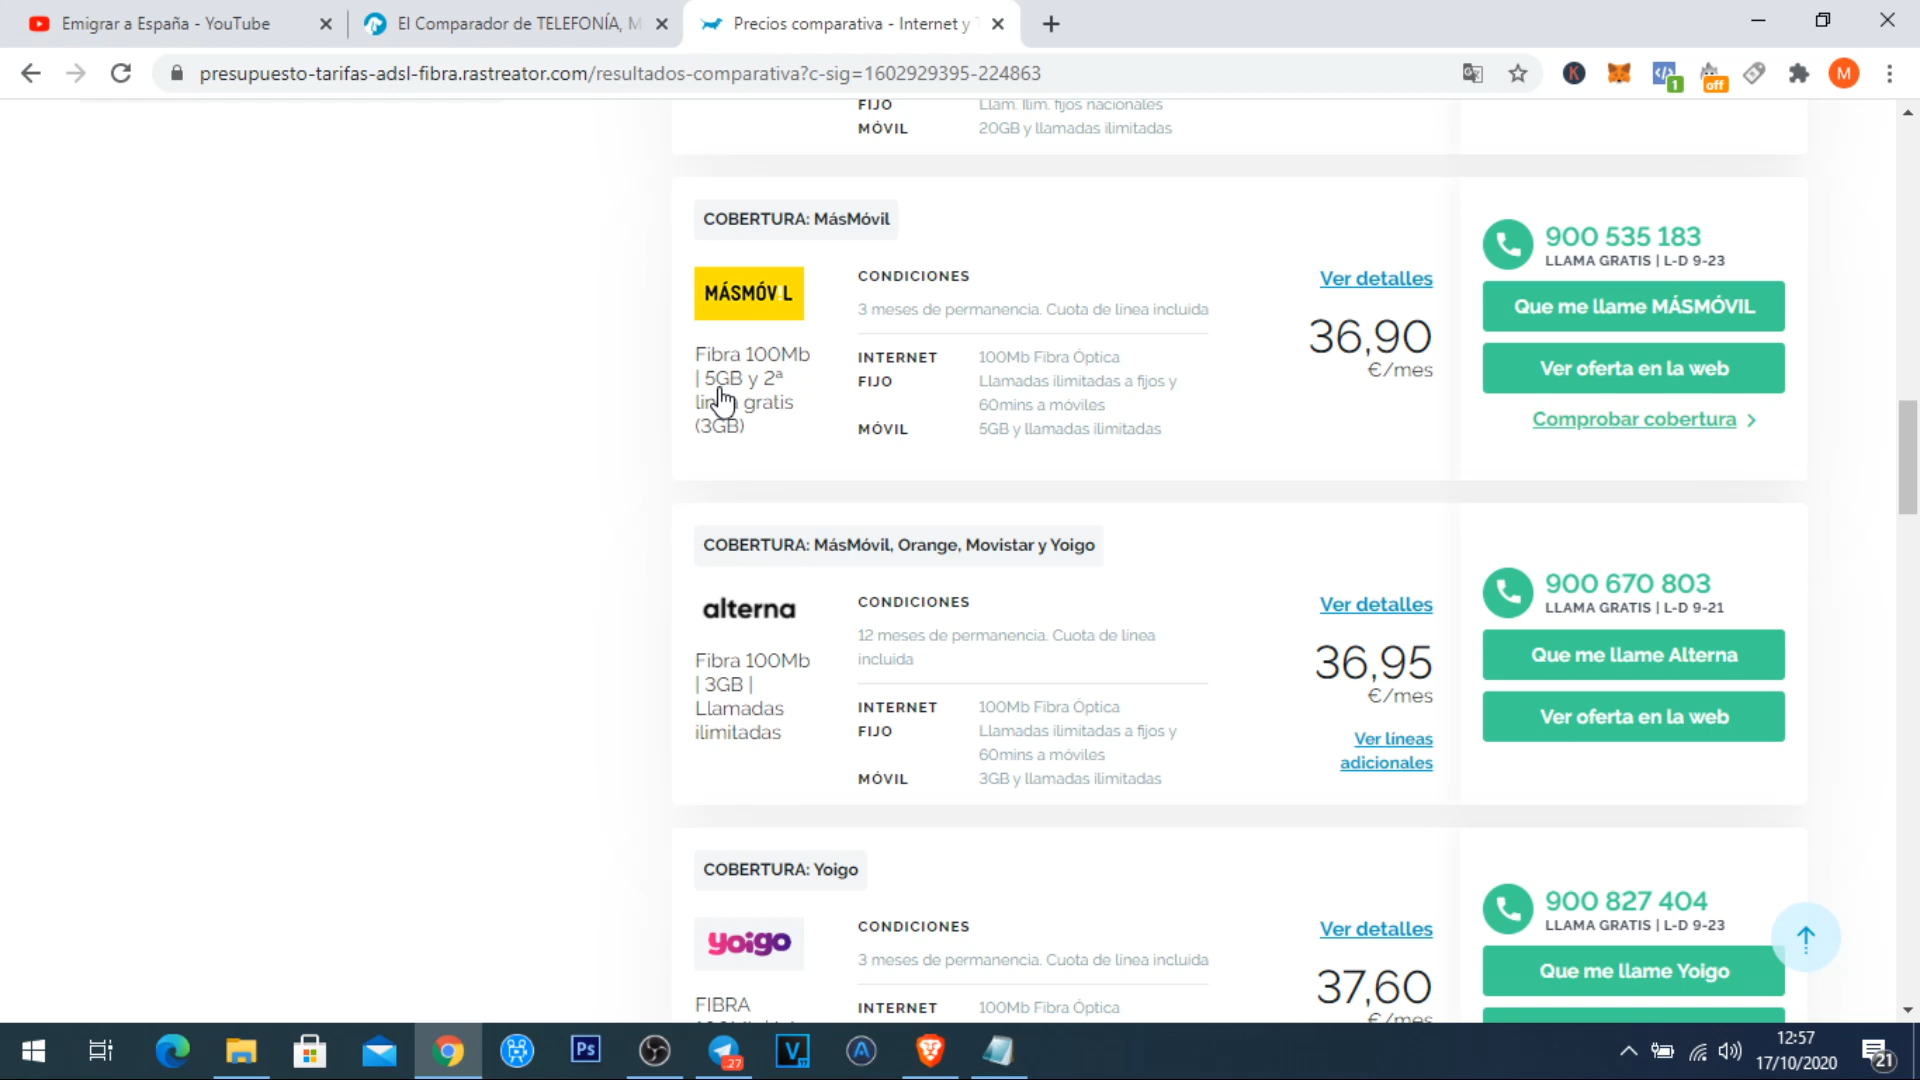 Emigrar a España - YouTube
El Comparador de TELEFONÍA, M
Precios comparativa - Internet y
presupuesto-tarifas-adsl-fibra.rastreator.com/resultados-comparativa?c-sig=1602929395-224863
K
1
off
M
FIJO
Llam. Ilim. fijos nacionales
MÓVIL
20GB y llamadas ilimitadas
COBERTURA: MásMóvil
MÁSMÓVIL
Fibra 100Mb
| 5GB y 2ª
línea gratis
(3GB)
CONDICIONES
3 meses de permanencia. Cuota de línea incluida
INTERNET
100Mb Fibra Óptica
FIJO
Llamadas ilimitadas a fijos y
60mins a móviles
MÓVIL
5GB y llamadas ilimitadas
Ver detalles
36,90
€/mes
900 535 183
LLAMA GRATIS | L-D 9-23
Que me llame MÁSMÓVIL
Ver oferta en la web
Comprobar cobertura
COBERTURA: MásMóvil, Orange, Movistar y Yoigo
alterna
Fibra 100Mb
| 3GB |
Llamadas
ilimitadas
CONDICIONES
12 meses de permanencia. Cuota de línea
incluida
INTERNET
100Mb Fibra Óptica
FIJO
Llamadas ilimitadas a fijos y
60mins a móviles
MÓVIL
3GB y llamadas ilimitadas
Ver detalles
36,95
€/mes
Ver líneas
adicionales
900 670 803
LLAMA GRATIS | L-D 9-21
Que me llame Alterna
Ver oferta en la web
COBERTURA: Yoigo
yoigo
FIBRA
CONDICIONES
3 meses de permanencia. Cuota de línea incluida
INTERNET
100Mb Fibra Óptica
Ver detalles
37,60
€/mes
900 827 404
LLAMA GRATIS | L-D 9-23
Que me llame Yoigo
Ps
27
V
12:57
17/10/2020
21